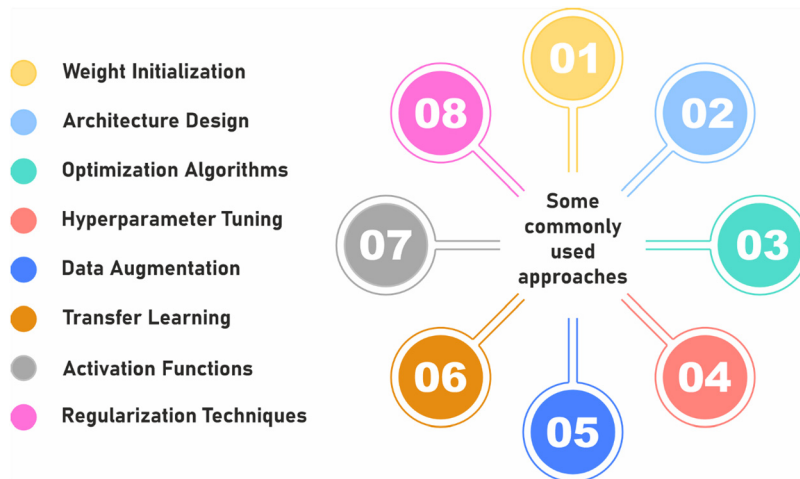 Weight Initialization
Architecture Design
Optimization Algorithms
Hyperparameter Tuning
Data Augmentation
Transfer Learning
Activation Functions
Regularization Techniques
01
02
03
04
05
06
07
08
Some
commonly
used
approaches